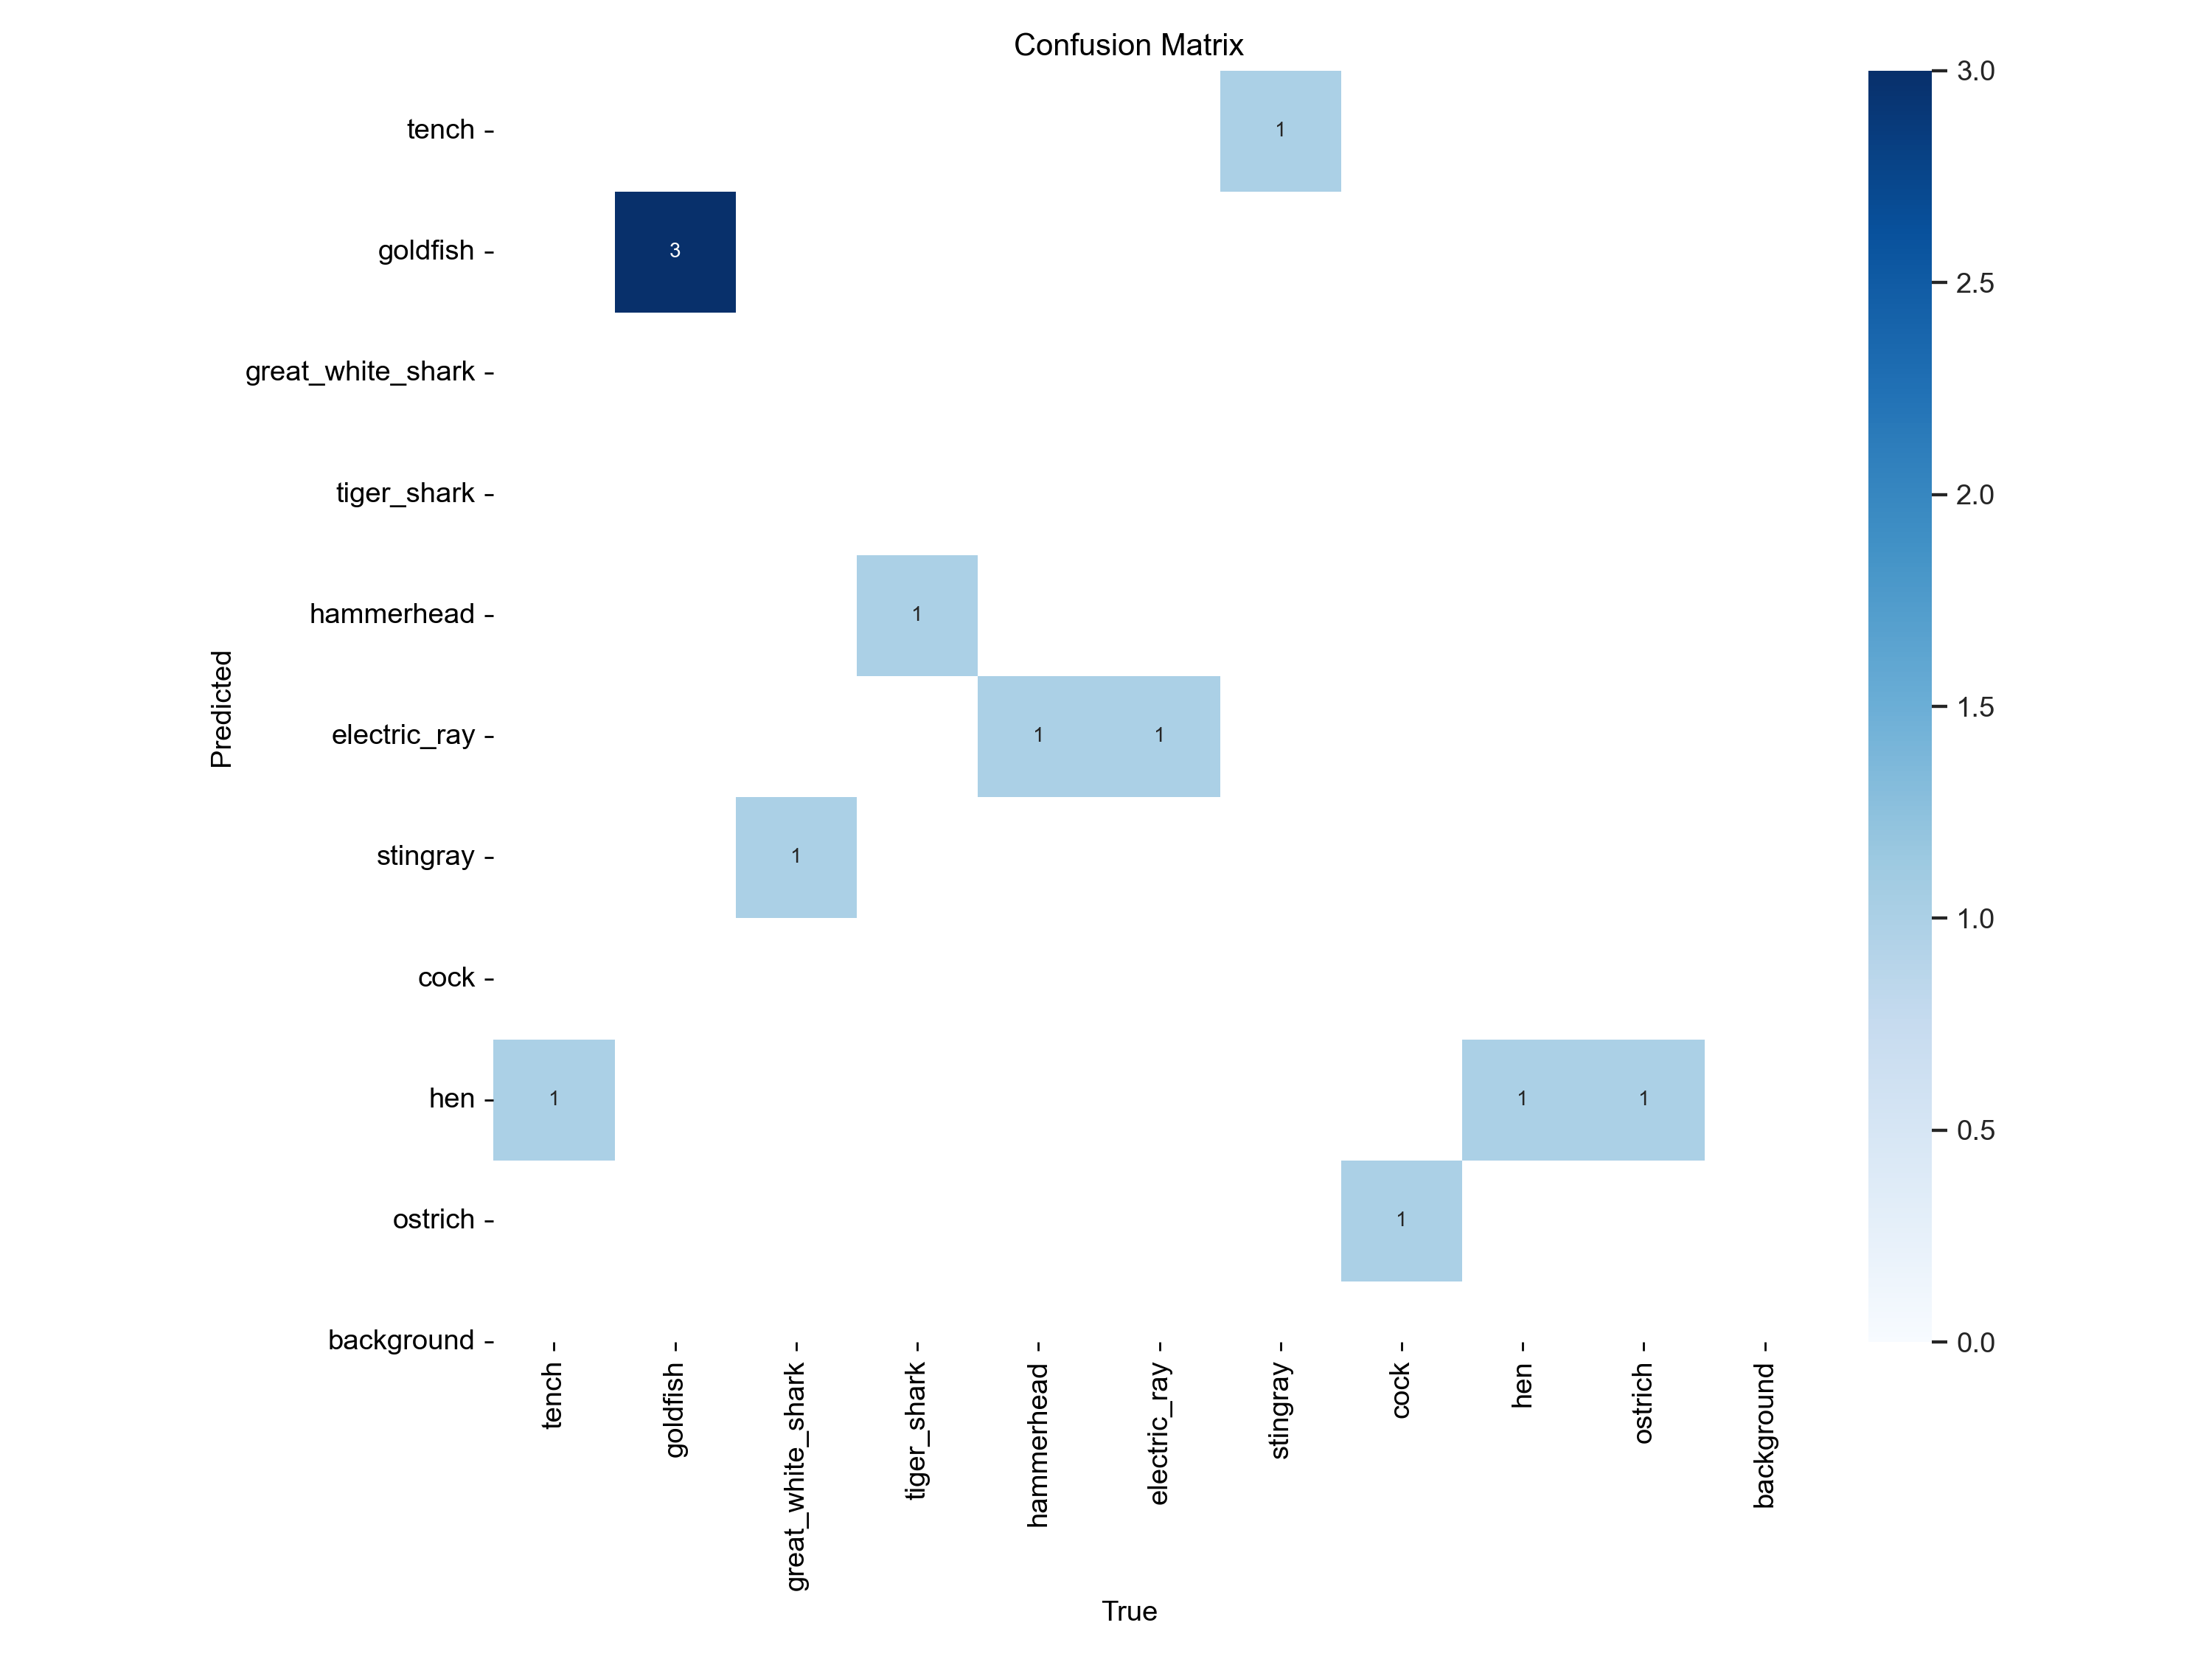 Confusion Matrix
3.0
tench
1
goldfish
3
2.5
great_white_shark
tiger_shark
2.0
hammerhead
1
Predicted
electric_ray
1
1
1.5
stingray
1
1.0
cock
hen
1
1
1
0.5
ostrich
1
background
0.0
tench
goldfish
great_white_shark
tiger_shark
hammerhead
electric_ray
stingray
cock
hen
ostrich
background
True